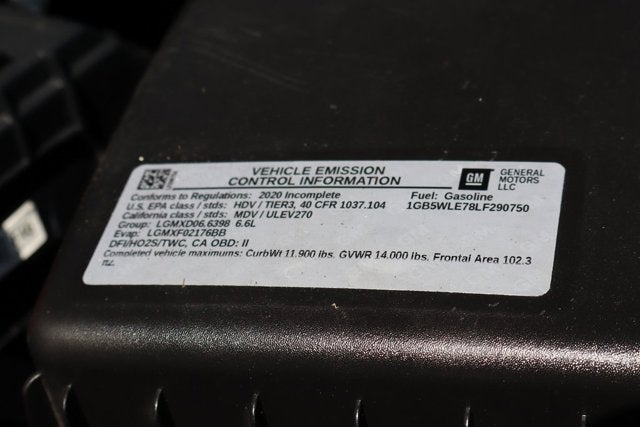 VEHICLE EMISSION
CONTROL INFORMATION
GM
GENERAL
MOTORS
LLC
Conforms to Regulations: 2020 Incomplete
Fuel: Gasoline
U.S. EPA class / stds: HDV / TIER3, 40 CFR 1037.104
1GB5WLE78LF290750
California class / stds: MDV / ULEV270
Group: LGMXD06.6398 6.6L
Evap: LGMXF02176BB
DFI/HO2S/TWC, CA OBD: II
Completed vehicle maximums: CurbWt 11,900 lbs. GVWR 14,000 lbs. Frontal Area 102.3
ft2.